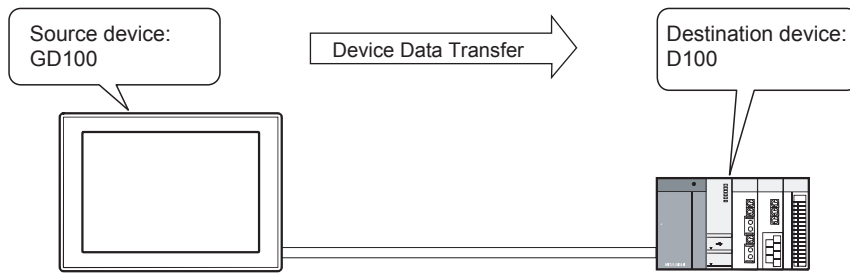 Source device:
GD100
Device Data Transfer
Destination device:
D100